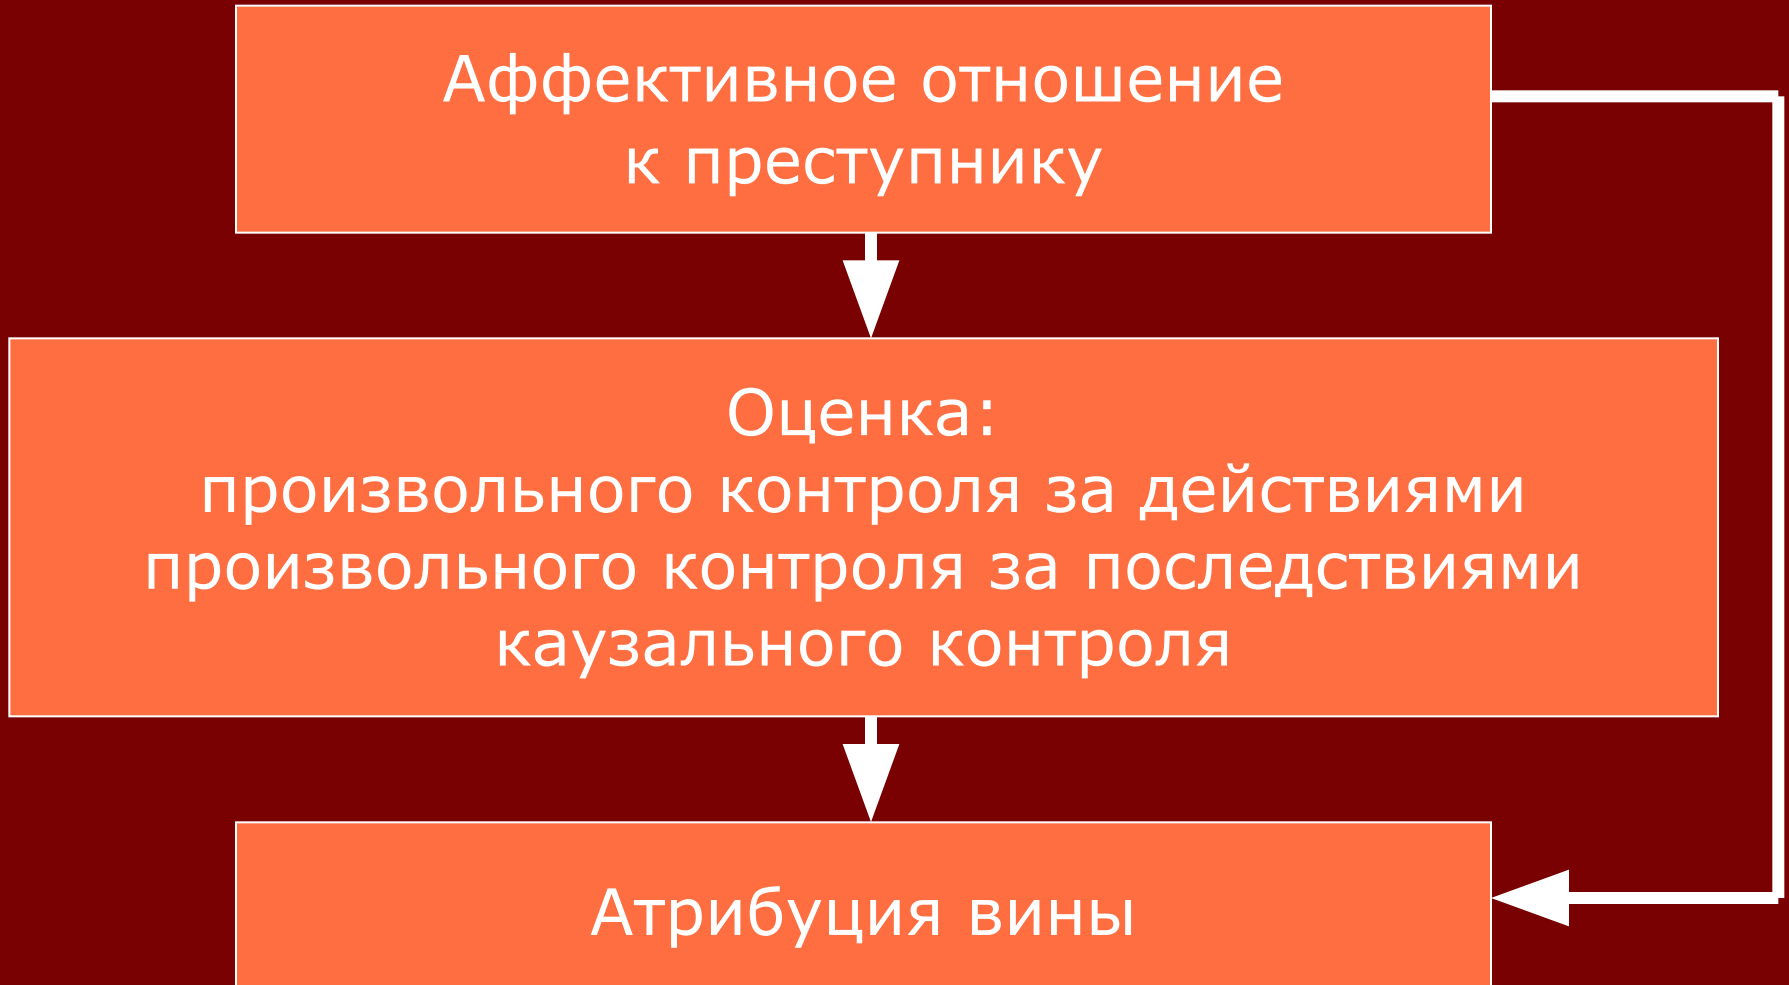 Аффективное отношение
к преступнику
Оценка:
произвольного контроля за действиями
произвольного контроля за последствиями
каузального контроля
Атрибуция вины